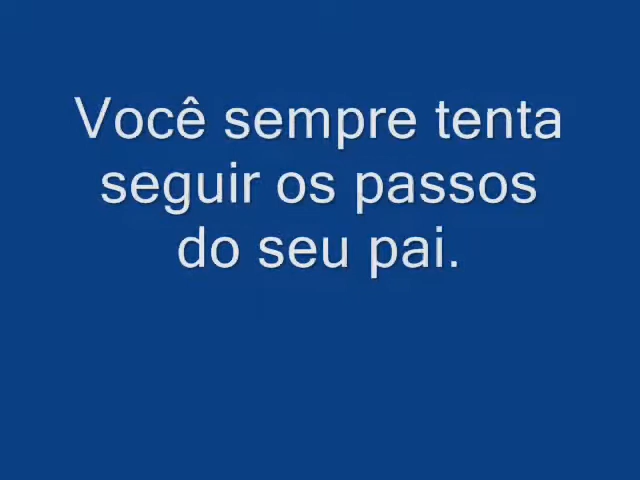 Você sempre tenta
seguir os passos
do seu pai.